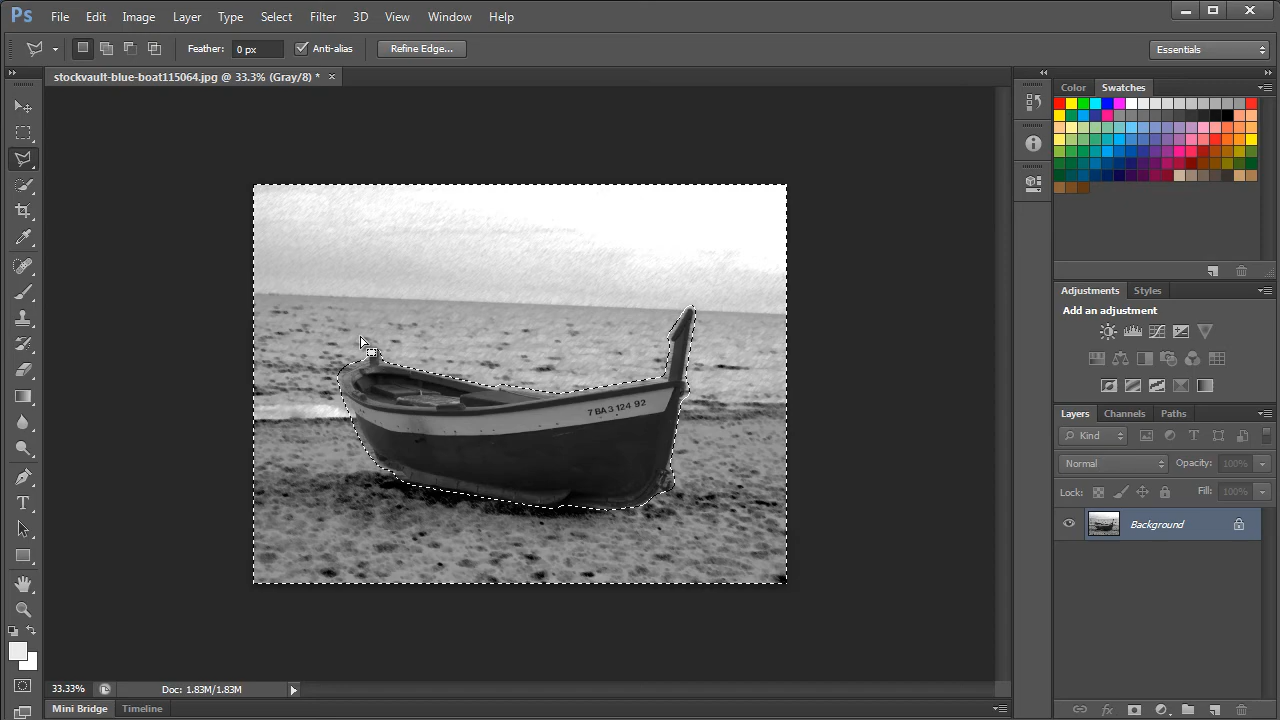 Ps File Edit Image Layer Type Select Filter 3D View Window Help
Feather: 0 px Anti-alias Refine Edge... Essentials
stockvault-blue-boat115064.jpg @ 33.3% (Gray/8) * ×
Color Swatches
7 BA 3 124 92
Adjustments Styles
Add an adjustment
Layers Channels Paths
Kind
Normal Opacity: 100%
Lock: Fill: 100%
Background
33.33% Doc: 1.83M/1.83M
Mini Bridge Timeline